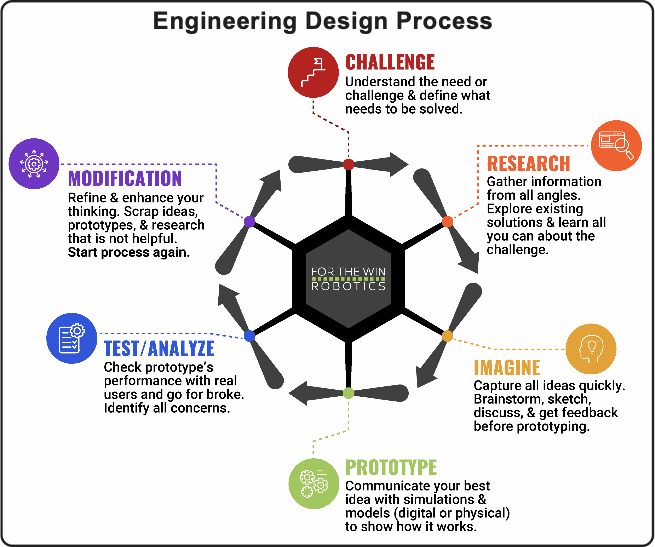 Engineering Design Process
CHALLENGE
Understand the need or
challenge & define what
needs to be solved.
RESEARCH
Gather information
from all angles.
Explore existing
solutions & learn all
you can about the
challenge.
IMAGINE
Capture all ideas quickly.
Brainstorm, sketch,
discuss, & get feedback
before prototyping.
PROTOTYPE
Communicate your best
idea with simulations &
models (digital or physical)
to show how it works.
TEST/ANALYZE
Check prototype's
performance with real
users and go for broke.
Identify all concerns.
MODIFICATION
Refine & enhance your
thinking. Scrap ideas,
prototypes, & research
that is not helpful.
Start process again.
FOR THE WIN
ROBOTICS